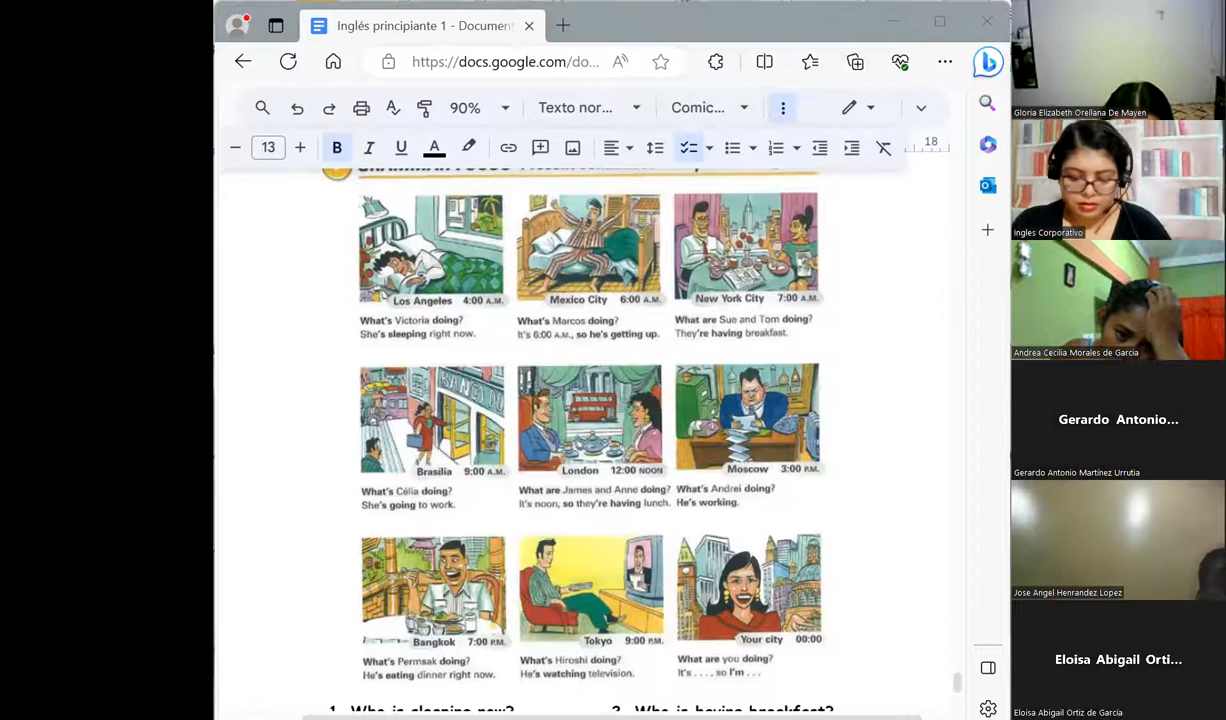 Inglés principiante 1 - Document
https://docs.google.com/do...
90%
Texto nor...
Comic...
13
18
Los Angeles 4:00 A.M.
What's Victoria doing?
She's sleeping right now.
Mexico City 6:00 A.M.
What's Marcos doing?
It's 6:00 A.M., so he's getting up.
New York City 7:00 A.M.
What are Sue and Tom doing?
They're having breakfast.
Brasília 9:00 A.M.
What's Célia doing?
She's going to work.
London 12:00 NOON
What are James and Anne doing?
It's noon, so they're having lunch.
Moscow 3:00 P.M.
What's Andrei doing?
He's working.
Bangkok 7:00 P.M.
What's Permsak doing?
He's eating dinner right now.
Tokyo 9:00 P.M.
What's Hiroshi doing?
He's watching television.
Your city 00:00
What are you doing?
It's . . . . so I'm . . .
1. Who is sleeping now?
Gloria Elizabeth Orellana De Mayen
Ingles Corporativo
Andrea Cecilia Morales de Garcia
Gerardo Antonio...
Gerardo Antonio Martínez Urrutia
Jose Angel Henrandez Lopez
Eloisa Abigail Orti...
Eloisa Abigail Ortiz de García